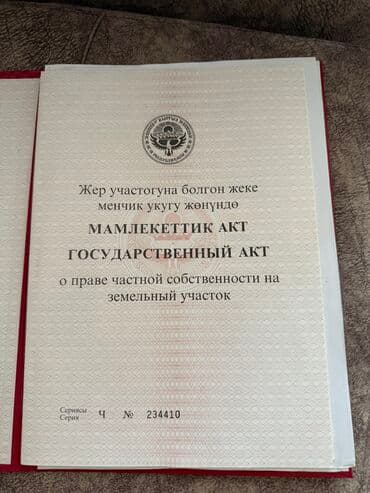 Жер участогуна болгон жеке
менчик укугу жөнүндө
МАМЛЕКЕТТИК АКТ
ГОСУДАРСТВЕННЫЙ АКТ
о праве частной собственности на
земельный участок
Сериясы
Серия Ч № 234410